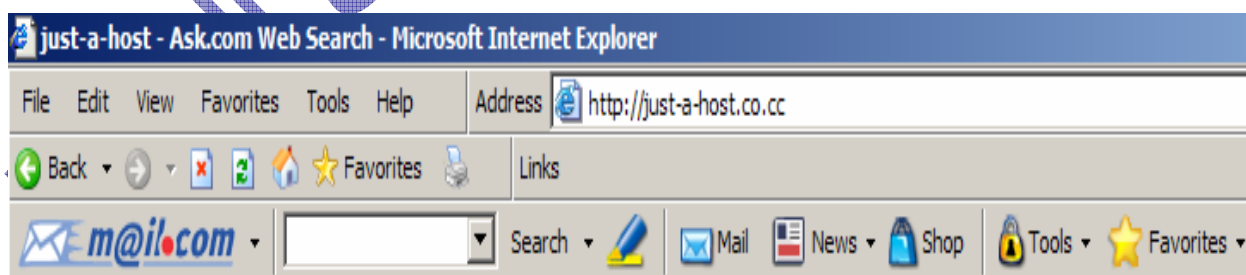 just-a-host - Ask.com Web Search - Microsoft Internet Explorer
File Edit View Favorites Tools Help Address http://just-a-host.co.cc
Back Favorites Links
m@il.com Search Mail News Shop Tools Favorites